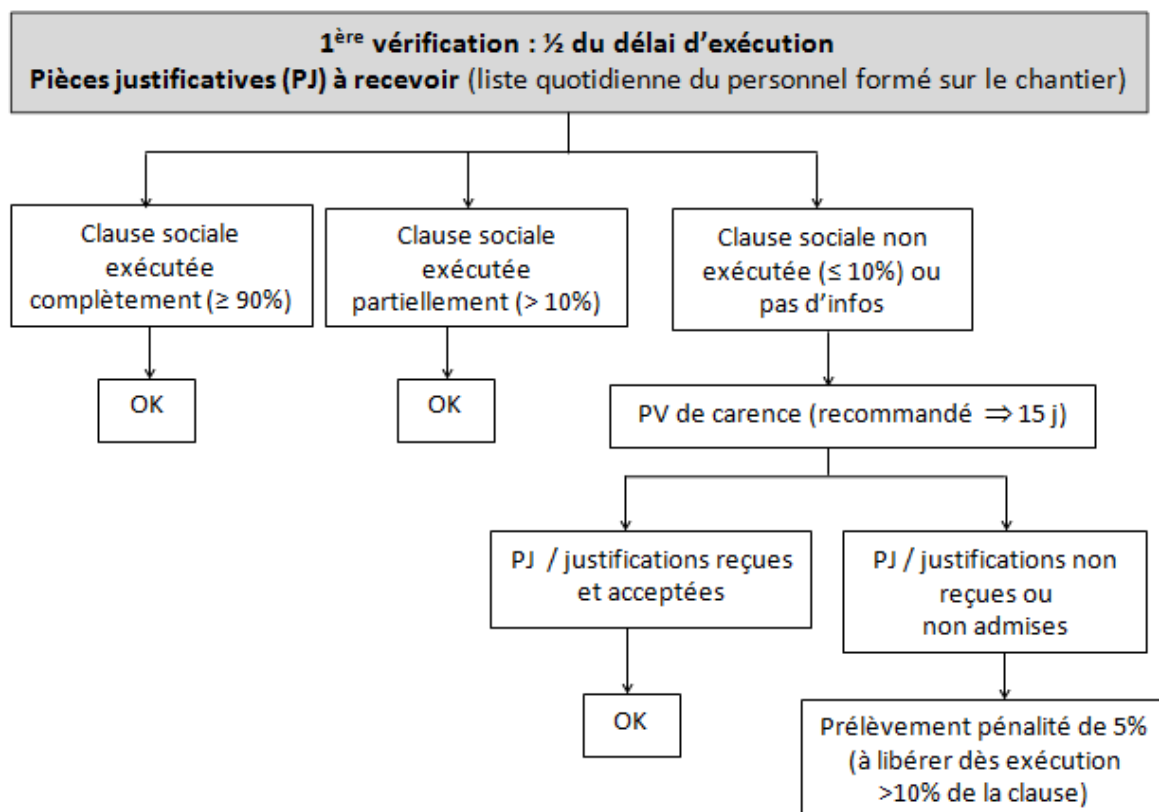 1ère vérification : ½ du délai d'exécution
Pièces justificatives (PJ) à recevoir (liste quotidienne du personnel formé sur le chantier)
Clause sociale
exécutée
complètement (≥ 90%)
Clause sociale
exécutée
partiellement (> 10%)
Clause sociale non
exécutée (≤ 10%) ou
pas d'infos
OK
OK
PV de carence (recommandé ⇒ 15 j)
PJ / justifications reçues
et acceptées
PJ / justifications non
reçues ou
non admises
OK
Prélèvement pénalité de 5%
(à libérer dès exécution
>10% de la clause)